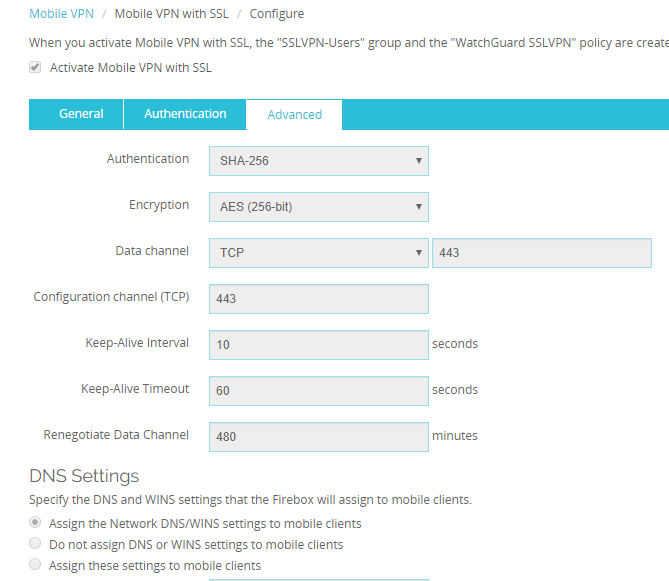 Mobile VPN / Mobile VPN with SSL / Configure
When you activate Mobile VPN with SSL, the "SSLVPN-Users" group and the "WatchGuard SSLVPN" policy are create
Activate Mobile VPN with SSL
General Authentication Advanced
Authentication SHA-256
Encryption AES (256-bit)
Data channel TCP 443
Configuration channel (TCP) 443
Keep-Alive Interval 10 seconds
Keep-Alive Timeout 60 seconds
Renegotiate Data Channel 480 minutes
DNS Settings
Specify the DNS and WINS settings that the Firebox will assign to mobile clients.
Assign the Network DNS/WINS settings to mobile clients
Do not assign DNS or WINS settings to mobile clients
Assign these settings to mobile clients